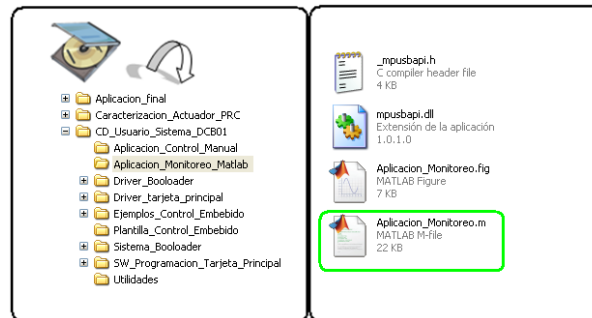 Aplicacion_final
Caracterizacion_Actuador_PRC
CD_Usuario_Sistema_DCB01
Aplicacion_Control_Manual
Aplicacion_Monitoreo_Matlab
Driver_Booloader
Driver_tarjeta_principal
Ejemplos_Control_Embebido
Plantilla_Control_Embebido
Sistema_Booloader
SW_Programacion_Tarjeta_Principal
Utilidades
_mpusbapi.h
C compiler header file
4 KB
mpusbapi.dll
Extensión de la aplicación
1.0.1.0
Aplicacion_Monitoreo.fig
MATLAB Figure
7 KB
Aplicacion_Monitoreo.m
MATLAB M-file
22 KB